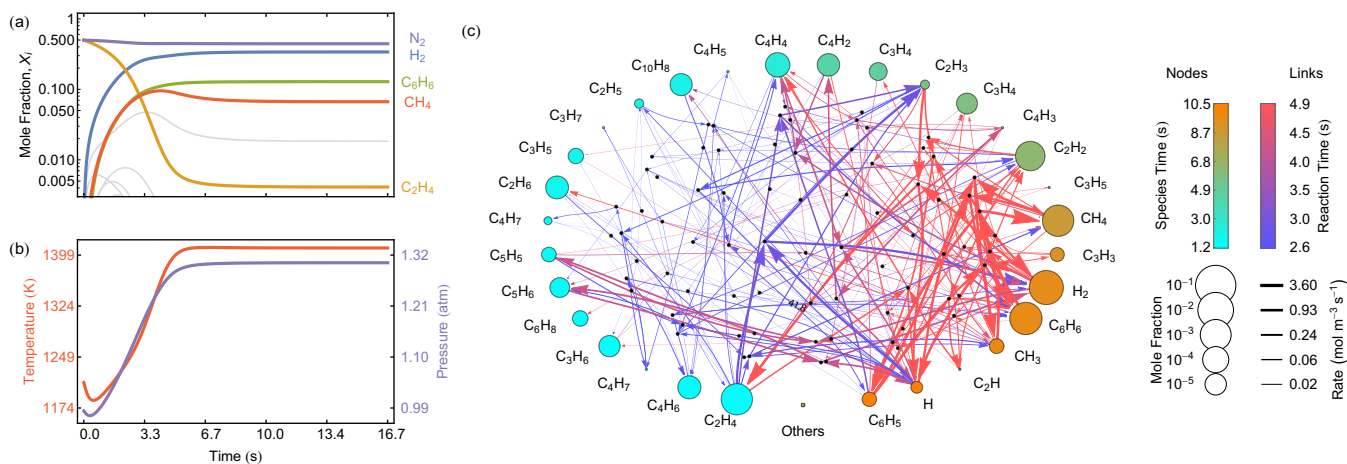 (a)
1
0.500
0.100
0.050
0.010
0.005
Mole Fraction, Xᵢ
N₂
H₂
C₆H₆
CH₄
C₂H₄
(b)
1399
1324
1249
1174
Temperature (K)
1.32
1.21
1.10
0.99
Pressure (atm)
0.0 3.3 6.7 10.0 13.4 16.7
Time (s)
(c)
C₄H₅
C₄H₄
C₄H₂
C₃H₄
C₂H₃
C₃H₄
C₄H₃
C₂H₂
C₃H₅
CH₄
C₃H₃
H₂
C₆H₆
CH₃
C₂H
H
C₆H₅
Others
C₂H₄
C₄H₆
C₄H₇
C₃H₆
C₆H₈
C₅H₆
C₅H₅
C₄H₇
C₂H₆
C₃H₅
C₃H₇
C₂H₅
C₁₀H₈
Nodes
10.5
8.7
6.8
4.9
3.1
1.2
Species Time (s)
Links
4.9
4.5
4.0
3.5
3.0
2.6
Reaction Time (s)
Mole Fraction
10⁻¹
10⁻²
10⁻³
10⁻⁴
10⁻⁵
3.60
0.93
0.24
0.06
0.02
Rate (mol m⁻³ s⁻¹)